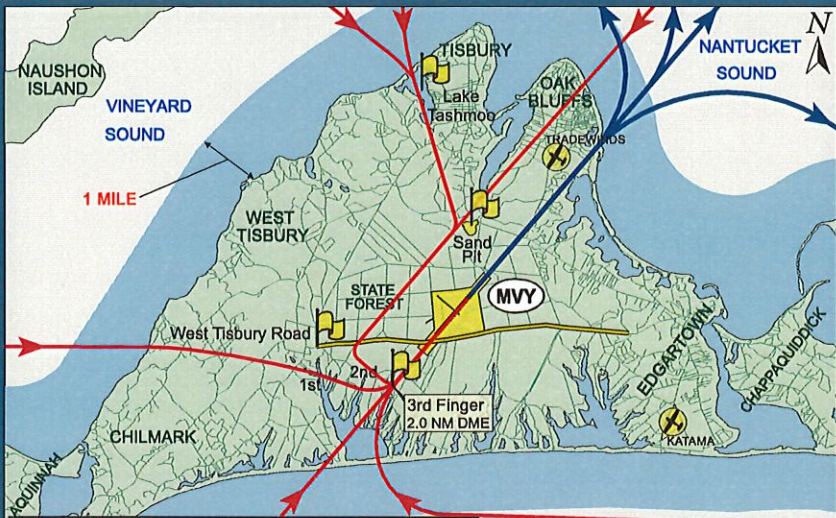 N
NAUSHON
ISLAND
TISBURY
NANTUCKET
SOUND
VINEYARD
SOUND
Lake
Tashmoo
OAK
BLUFFS
TRADEWINDS
1 MILE
WEST
TISBURY
Sand
Pit
STATE
FOREST
MVY
West Tisbury Road
1st
2nd
3rd Finger
2.0 NM DME
EDGARTOWN
CHAPPAQUIDDICK
CHILMARK
KATAMA
AQUINNAH